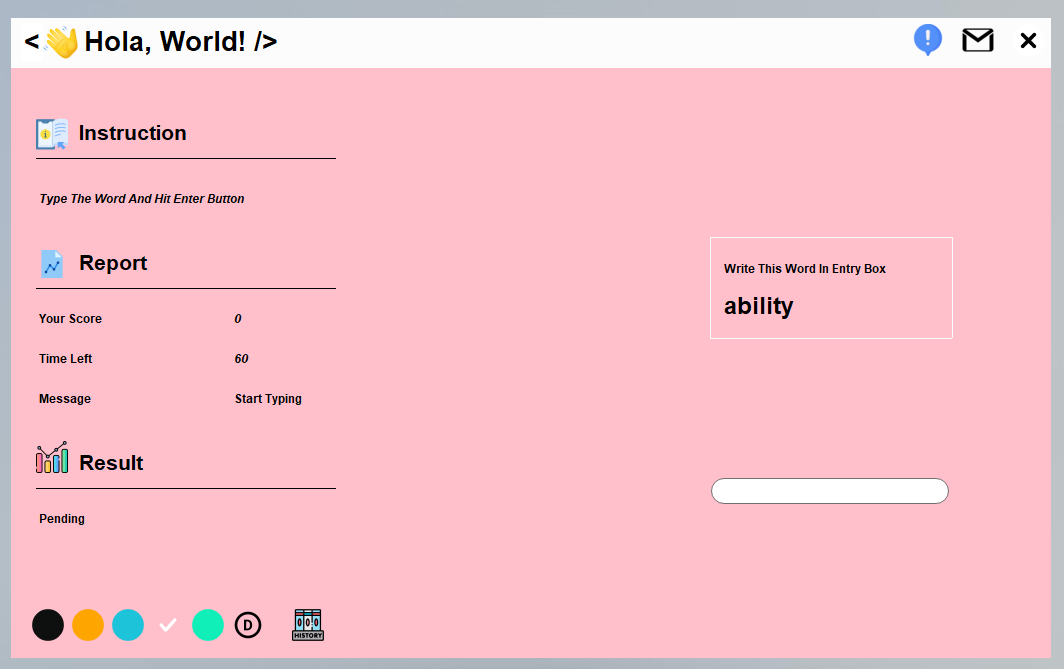 < 👋 Hola, World! />
Instruction
Type The Word And Hit Enter Button
Report
Your Score 0
Time Left 60
Message Start Typing
Result
Pending
Write This Word In Entry Box
ability
D
HISTORY